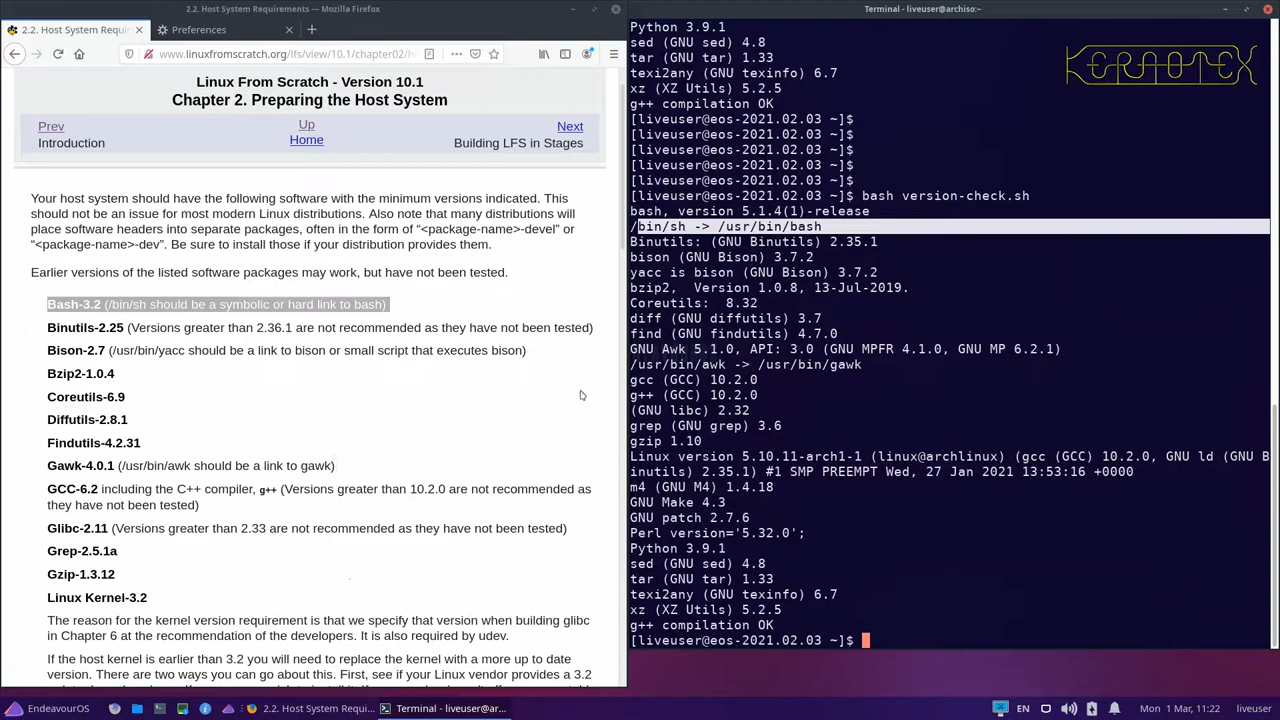 2.2. Host System Requirements — Mozilla Firefox
2.2. Host System Requi
Preferences
www.linuxfromscratch.org/lfs/view/10.1/chapter02/h
Linux From Scratch - Version 10.1
Chapter 2. Preparing the Host System
Prev
Up
Next
Introduction
Home
Building LFS in Stages
Your host system should have the following software with the minimum versions indicated. This
should not be an issue for most modern Linux distributions. Also note that many distributions will
place software headers into separate packages, often in the form of “<package-name>-devel” or
“<package-name>-dev”. Be sure to install those if your distribution provides them.
Earlier versions of the listed software packages may work, but have not been tested.
Bash-3.2 (/bin/sh should be a symbolic or hard link to bash)
Binutils-2.25 (Versions greater than 2.36.1 are not recommended as they have not been tested)
Bison-2.7 (/usr/bin/yacc should be a link to bison or small script that executes bison)
Bzip2-1.0.4
Coreutils-6.9
Diffutils-2.8.1
Findutils-4.2.31
Gawk-4.0.1 (/usr/bin/awk should be a link to gawk)
GCC-6.2 including the C++ compiler, g++ (Versions greater than 10.2.0 are not recommended as
they have not been tested)
Glibc-2.11 (Versions greater than 2.33 are not recommended as they have not been tested)
Grep-2.5.1a
Gzip-1.3.12
Linux Kernel-3.2
The reason for the kernel version requirement is that we specify that version when building glibc
in Chapter 6 at the recommendation of the developers. It is also required by udev.
If the host kernel is earlier than 3.2 you will need to replace the kernel with a more up to date
version. There are two ways you can go about this. First, see if your Linux vendor provides a 3.2
Terminal - liveuser@archiso:~
KERNOTEX
Python 3.9.1
sed (GNU sed) 4.8
tar (GNU tar) 1.33
texi2any (GNU texinfo) 6.7
xz (XZ Utils) 5.2.5
g++ compilation OK
[liveuser@eos-2021.02.03 ~]$
[liveuser@eos-2021.02.03 ~]$
[liveuser@eos-2021.02.03 ~]$
[liveuser@eos-2021.02.03 ~]$
[liveuser@eos-2021.02.03 ~]$
[liveuser@eos-2021.02.03 ~]$ bash version-check.sh
bash, version 5.1.4(1)-release
/bin/sh -> /usr/bin/bash
Binutils: (GNU Binutils) 2.35.1
bison (GNU Bison) 3.7.2
yacc is bison (GNU Bison) 3.7.2
bzip2,  Version 1.0.8, 13-Jul-2019.
Coreutils:  8.32
diff (GNU diffutils) 3.7
find (GNU findutils) 4.7.0
GNU Awk 5.1.0, API: 3.0 (GNU MPFR 4.1.0, GNU MP 6.2.1)
/usr/bin/awk -> /usr/bin/gawk
gcc (GCC) 10.2.0
g++ (GCC) 10.2.0
(GNU libc) 2.32
grep (GNU grep) 3.6
gzip 1.10
Linux version 5.10.11-arch1-1 (linux@archlinux) (gcc (GCC) 10.2.0, GNU ld (GNU B
inutils) 2.35.1) #1 SMP PREEMPT Wed, 27 Jan 2021 13:53:16 +0000
m4 (GNU M4) 1.4.18
GNU Make 4.3
GNU patch 2.7.6
Perl version='5.32.0';
Python 3.9.1
sed (GNU sed) 4.8
tar (GNU tar) 1.33
texi2any (GNU texinfo) 6.7
xz (XZ Utils) 5.2.5
g++ compilation OK
[liveuser@eos-2021.02.03 ~]$
EndeavourOS
2.2. Host System Requi...
Terminal - liveuser@ar...
EN
Mon 1 Mar, 11:22
liveuser